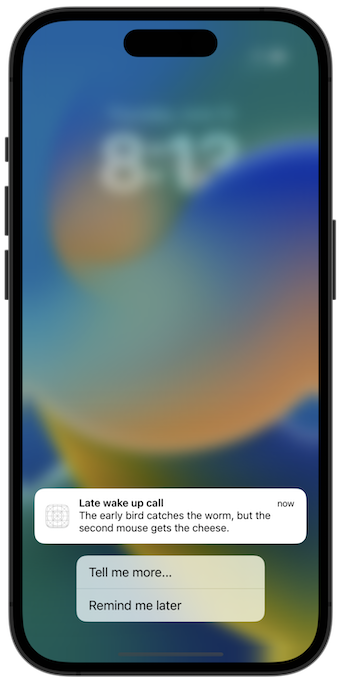 8:12
Late wake up call
now
The early bird catches the worm, but the
second mouse gets the cheese.
Tell me more...
Remind me later